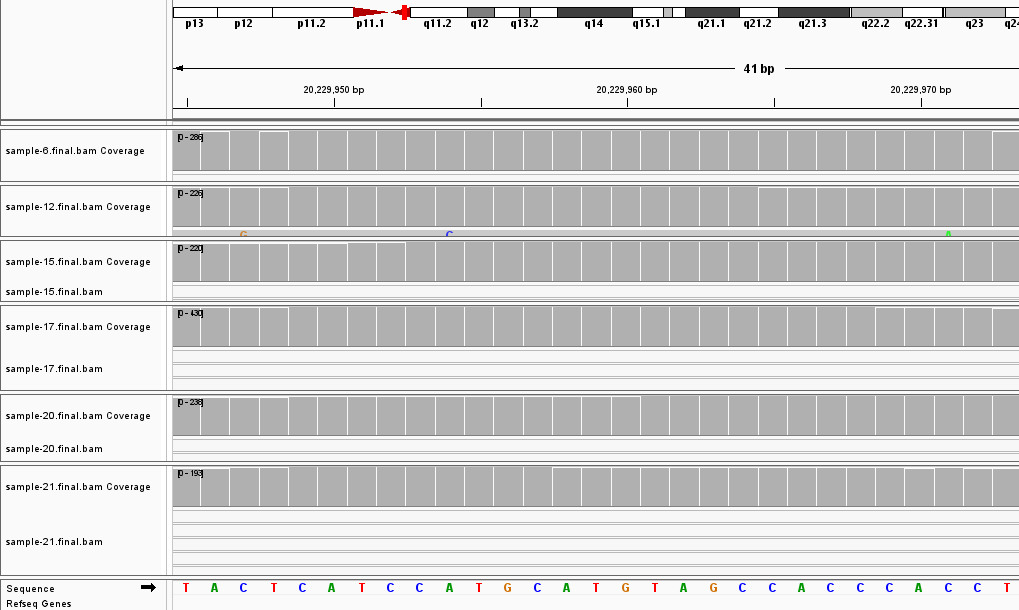 p13 p12 p11.2 p11.1 q11.2 q12 q13.2 q14 q15.1 q21.1 q21.2 q21.3 q22.2 q22.31 q23 q24
41 bp
20,229,950 bp 20,229,960 bp 20,229,970 bp
[0 - 286]
sample-6.final.bam Coverage
[0 - 226]
sample-12.final.bam Coverage
G C A
[0 - 220]
sample-15.final.bam Coverage
sample-15.final.bam
[0 - 430]
sample-17.final.bam Coverage
sample-17.final.bam
[0 - 238]
sample-20.final.bam Coverage
sample-20.final.bam
[0 - 193]
sample-21.final.bam Coverage
sample-21.final.bam
Sequence T A C T C A T C C A T G C A T G T A G C C A C C C A C C T
Refseq Genes